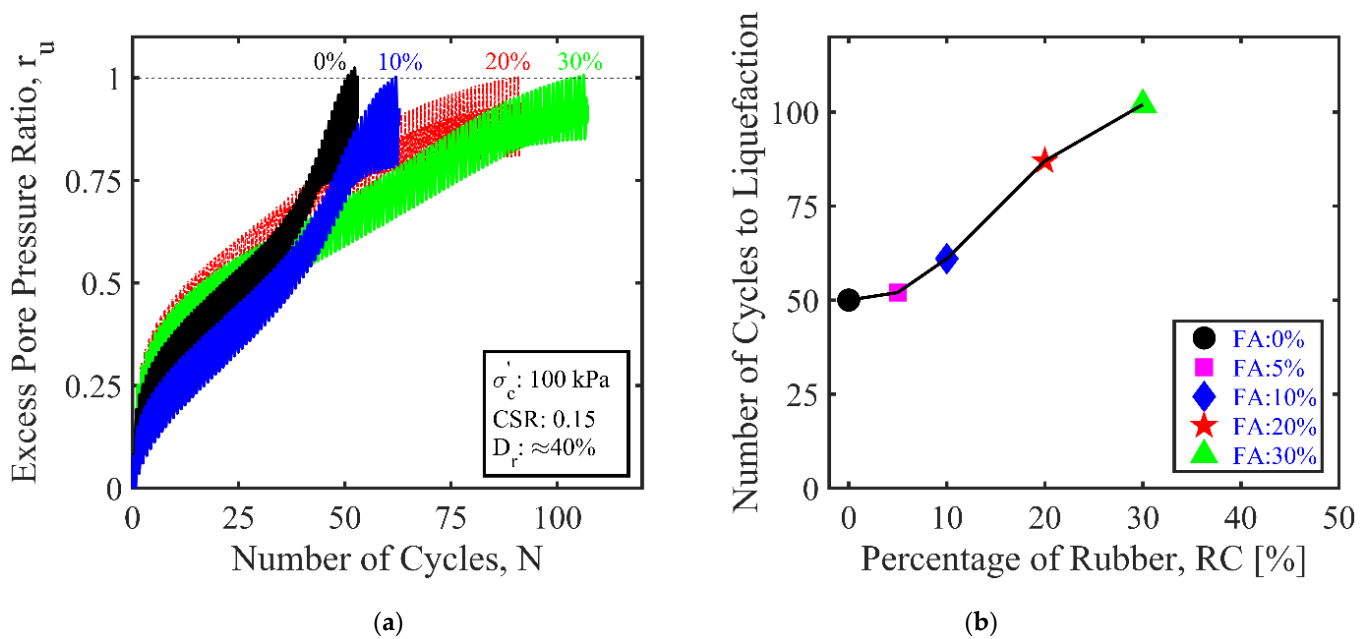 Excess Pore Pressure Ratio, r_u
1
0.75
0.5
0.25
0
0% 10% 20% 30%
σ'_c: 100 kPa
CSR: 0.15
D_r: ≈40%
0 25 50 75 100
Number of Cycles, N
(a)
Number of Cycles to Liquefaction
100
75
50
25
0
FA:0%
FA:5%
FA:10%
FA:20%
FA:30%
0 10 20 30 40 50
Percentage of Rubber, RC [%]
(b)